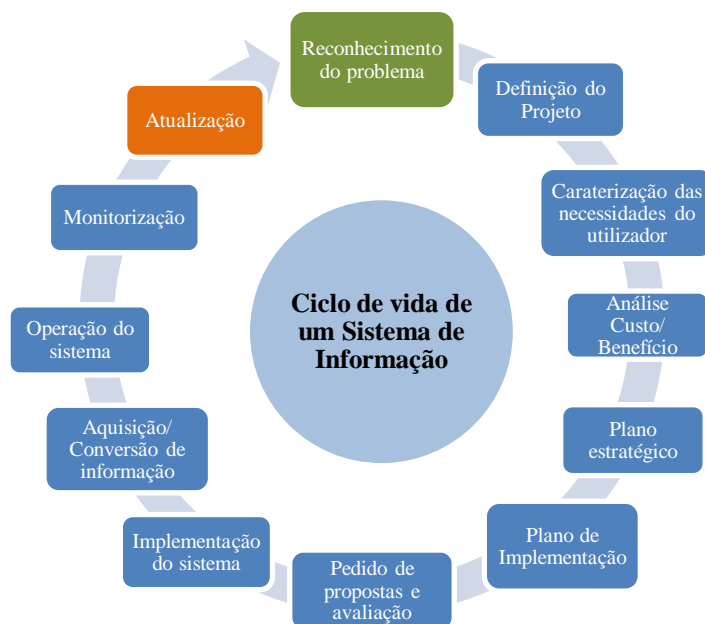 Reconhecimento
do problema
Definição do
Projeto
Caraterização das
necessidades do
utilizador
Análise
Custo/
Benefício
Plano
estratégico
Plano de
Implementação
Pedido de
propostas e
avaliação
Implementação
do sistema
Aquisição/
Conversão de
informação
Operação do
sistema
Monitorização
Atualização
Ciclo de vida de
um Sistema de
Informação